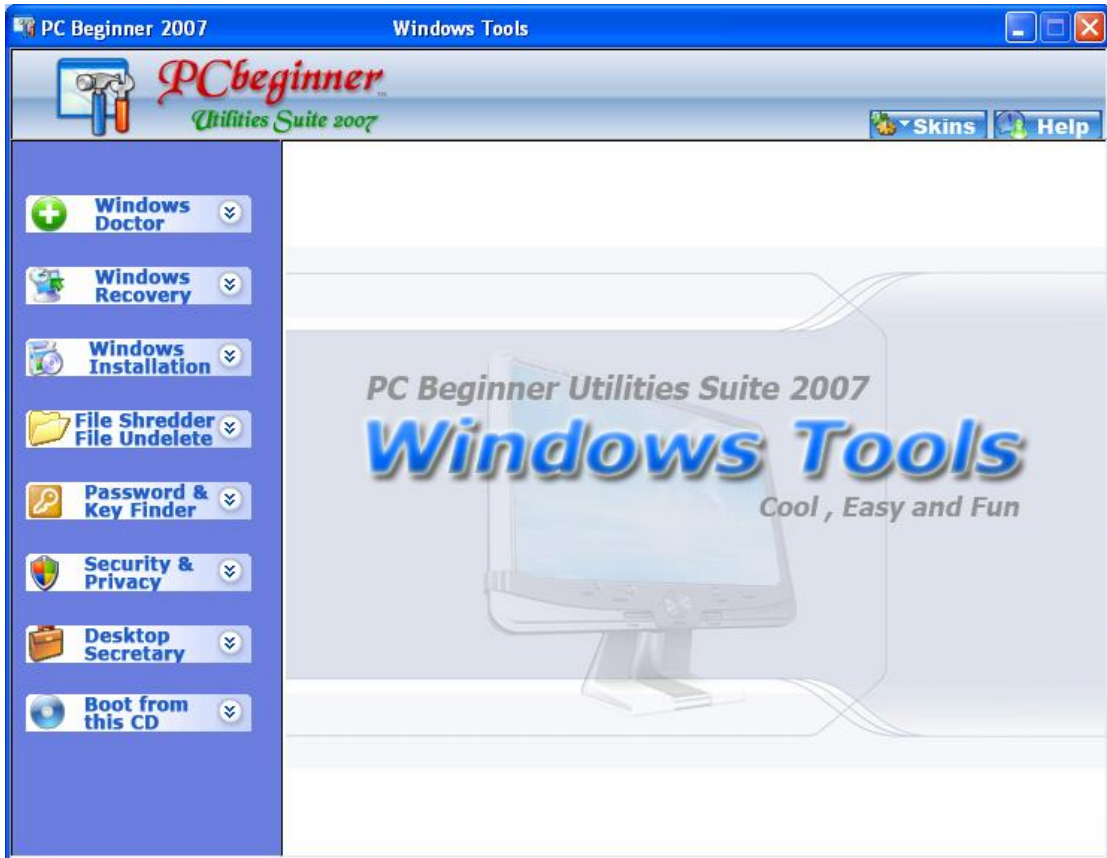 PC Beginner 2007
Windows Tools
PCbeginner™
Utilities Suite 2007
Skins
Help
Windows
Doctor
Windows
Recovery
Windows
Installation
File Shredder
File Undelete
Password &
Key Finder
Security &
Privacy
Desktop
Secretary
Boot from
this CD
PC Beginner Utilities Suite 2007
Windows Tools
Cool , Easy and Fun